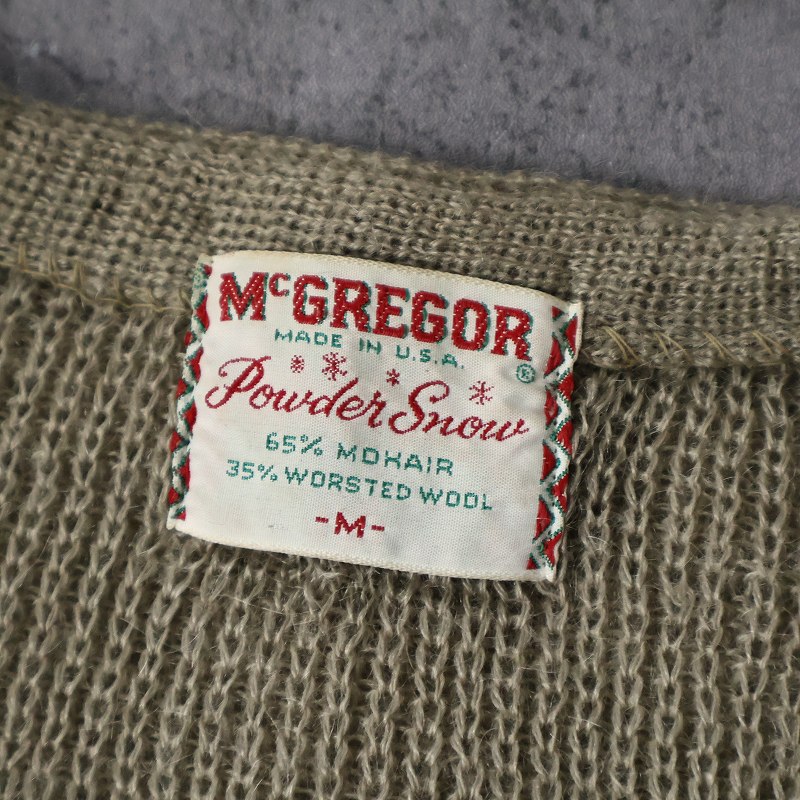 McGREGOR
MADE IN U.S.A.
®
Powder Snow
65% MOHAIR
35% WORSTED WOOL
-M-